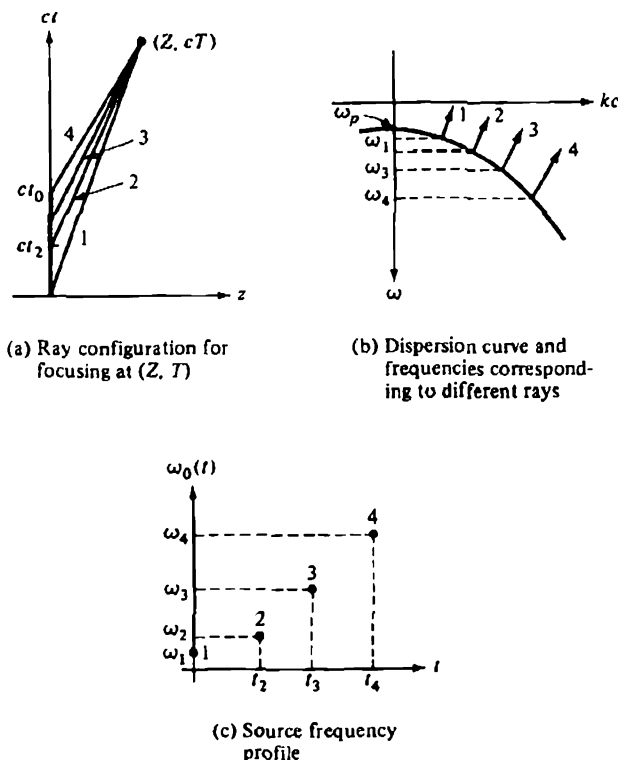 ct
(Z, cT)
4
3
2
1
ct0
ct2
z
(a) Ray configuration for
focusing at (Z, T)
kc
ωp
1
2
3
4
ω1
ω3
ω4
ω
(b) Dispersion curve and
frequencies correspond-
ing to different rays
ω0(t)
ω4
4
ω3
3
ω2
2
ω1
1
t2
t3
t4
t
(c) Source frequency
profile